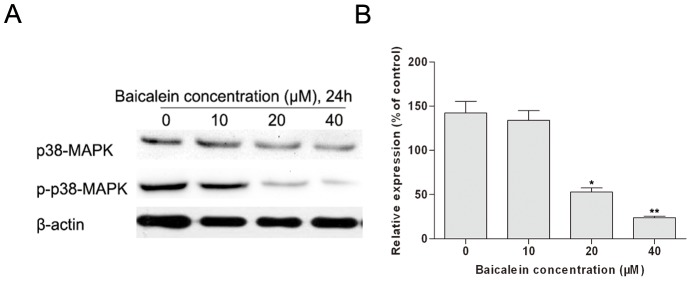 A
Baicalein concentration (μM), 24h
0 10 20 40
p38-MAPK
p-p38-MAPK
β-actin
B
Relative expression (% of control)
200
150
100
50
0
*
**
0 10 20 40
Baicalein concentration (μM)